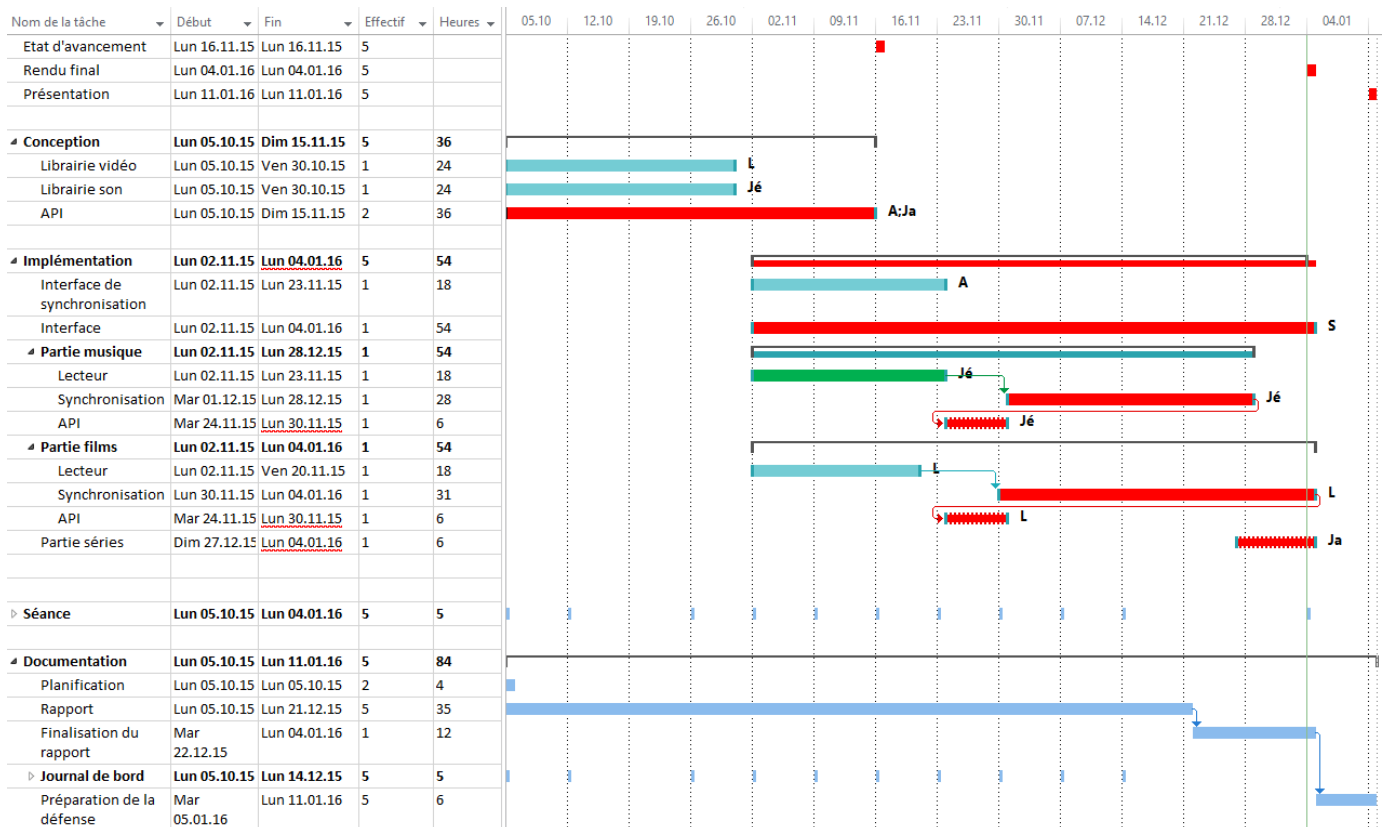 Nom de la tâche Début Fin Effectif Heures 05.10 12.10 19.10 26.10 02.11 09.11 16.11 23.11 30.11 07.12 14.12 21.12 28.12 04.01
Etat d'avancement Lun 16.11.15 Lun 16.11.15 5
Rendu final Lun 04.01.16 Lun 04.01.16 5
Présentation Lun 11.01.16 Lun 11.01.16 5
Conception Lun 05.10.15 Dim 15.11.15 5 36
Librairie vidéo Lun 05.10.15 Ven 30.10.15 1 24 L
Librairie son Lun 05.10.15 Ven 30.10.15 1 24 Jé
API Lun 05.10.15 Dim 15.11.15 2 36 A;Ja
Implémentation Lun 02.11.15 Lun 04.01.16 5 54
Interface de Lun 02.11.15 Lun 23.11.15 1 18 A
synchronisation
Interface Lun 02.11.15 Lun 04.01.16 1 54 S
Partie musique Lun 02.11.15 Lun 28.12.15 1 54
Lecteur Lun 02.11.15 Lun 23.11.15 1 18 Jé
Synchronisation Mar 01.12.15 Lun 28.12.15 1 28 Jé
API Mar 24.11.15 Lun 30.11.15 1 6 Jé
Partie films Lun 02.11.15 Lun 04.01.16 1 54
Lecteur Lun 02.11.15 Ven 20.11.15 1 18 L
Synchronisation Lun 30.11.15 Lun 04.01.16 1 31 L
API Mar 24.11.15 Lun 30.11.15 1 6 L
Partie séries Dim 27.12.15 Lun 04.01.16 1 6 Ja
Séance Lun 05.10.15 Lun 04.01.16 5 5
Documentation Lun 05.10.15 Lun 11.01.16 5 84
Planification Lun 05.10.15 Lun 05.10.15 2 4
Rapport Lun 05.10.15 Lun 21.12.15 5 35
Finalisation du Mar Lun 04.01.16 1 12
rapport 22.12.15
Journal de bord Lun 05.10.15 Lun 14.12.15 5 5
Préparation de la Mar Lun 11.01.16 5 6
défense 05.01.16